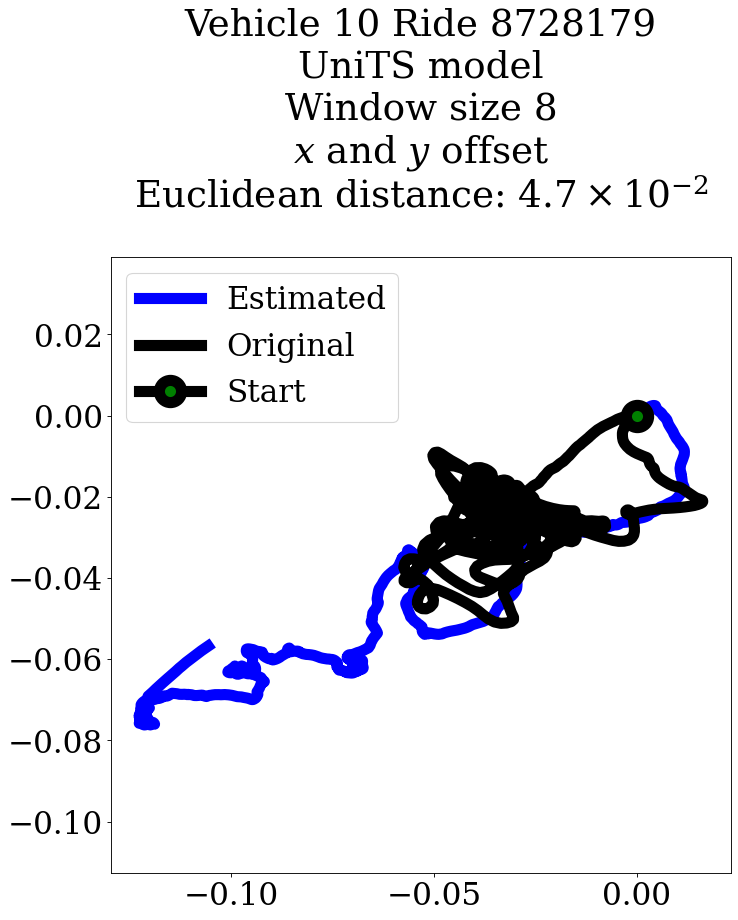 Vehicle 10 Ride 8728179
UniTS model
Window size 8
x and y offset
Euclidean distance: 4.7 × 10⁻²
Estimated
Original
Start
0.02
0.00
−0.02
−0.04
−0.06
−0.08
−0.10
−0.10
−0.05
0.00